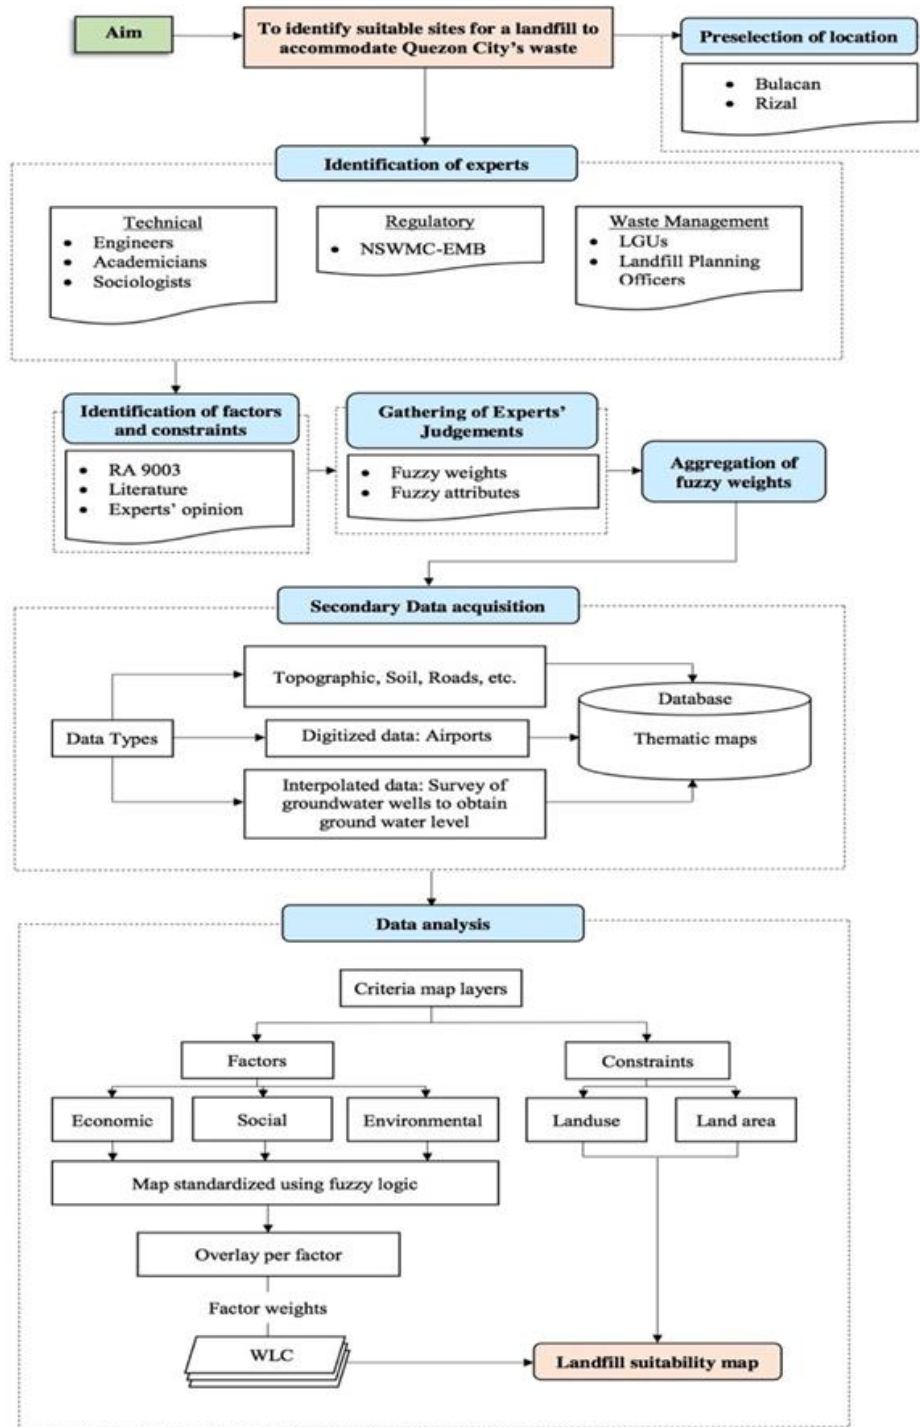 Aim
To identify suitable sites for a landfill to
accommodate Quezon City's waste
Preselection of location
• Bulacan
• Rizal
Identification of experts
Technical
• Engineers
• Academicians
• Sociologists
Regulatory
• NSWMC-EMB
Waste Management
• LGUs
• Landfill Planning
Officers
Identification of factors
and constraints
• RA 9003
• Literature
• Experts' opinion
Gathering of Experts'
Judgements
• Fuzzy weights
• Fuzzy attributes
Aggregation of
fuzzy weights
Secondary Data acquisition
Data Types
Topographic, Soil, Roads, etc.
Digitized data: Airports
Interpolated data: Survey of
groundwater wells to obtain
ground water level
Database
Thematic maps
Data analysis
Criteria map layers
Factors
Constraints
Economic
Social
Environmental
Landuse
Land area
Map standardized using fuzzy logic
Overlay per factor
Factor weights
WLC
Landfill suitability map